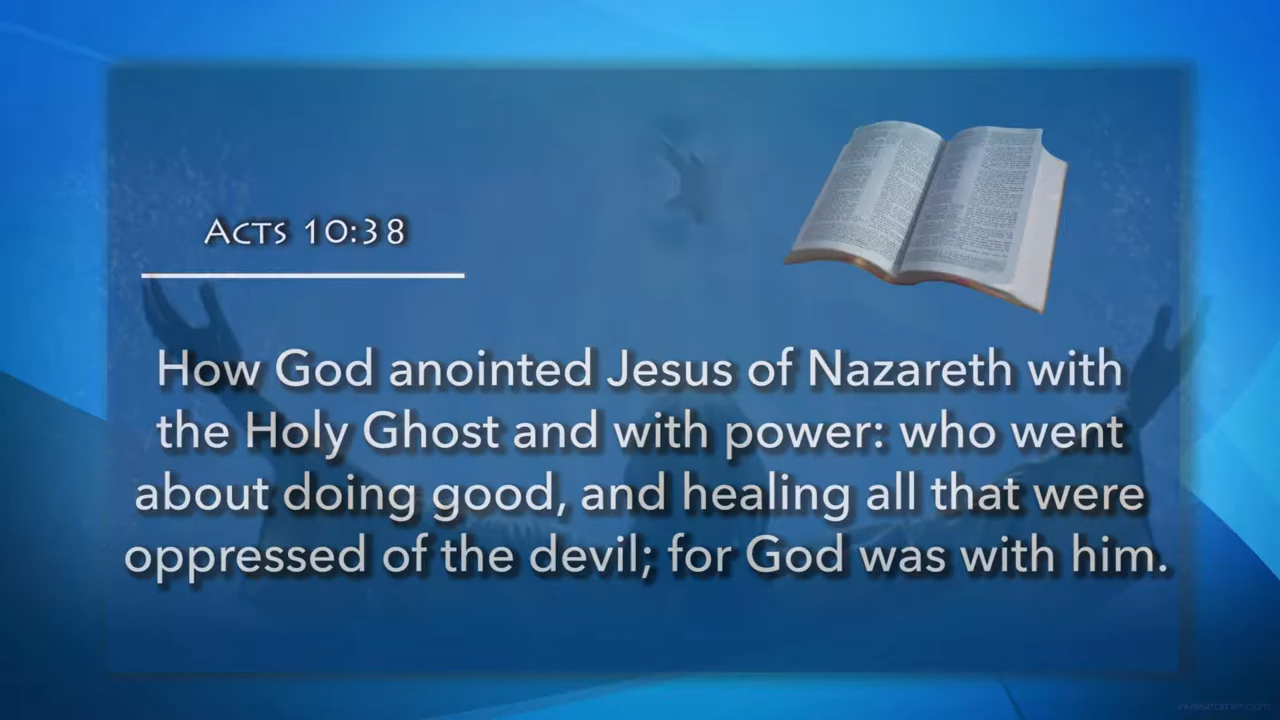 Acts 10:38
How God anointed Jesus of Nazareth with
the Holy Ghost and with power: who went
about doing good, and healing all that were
oppressed of the devil; for God was with him.